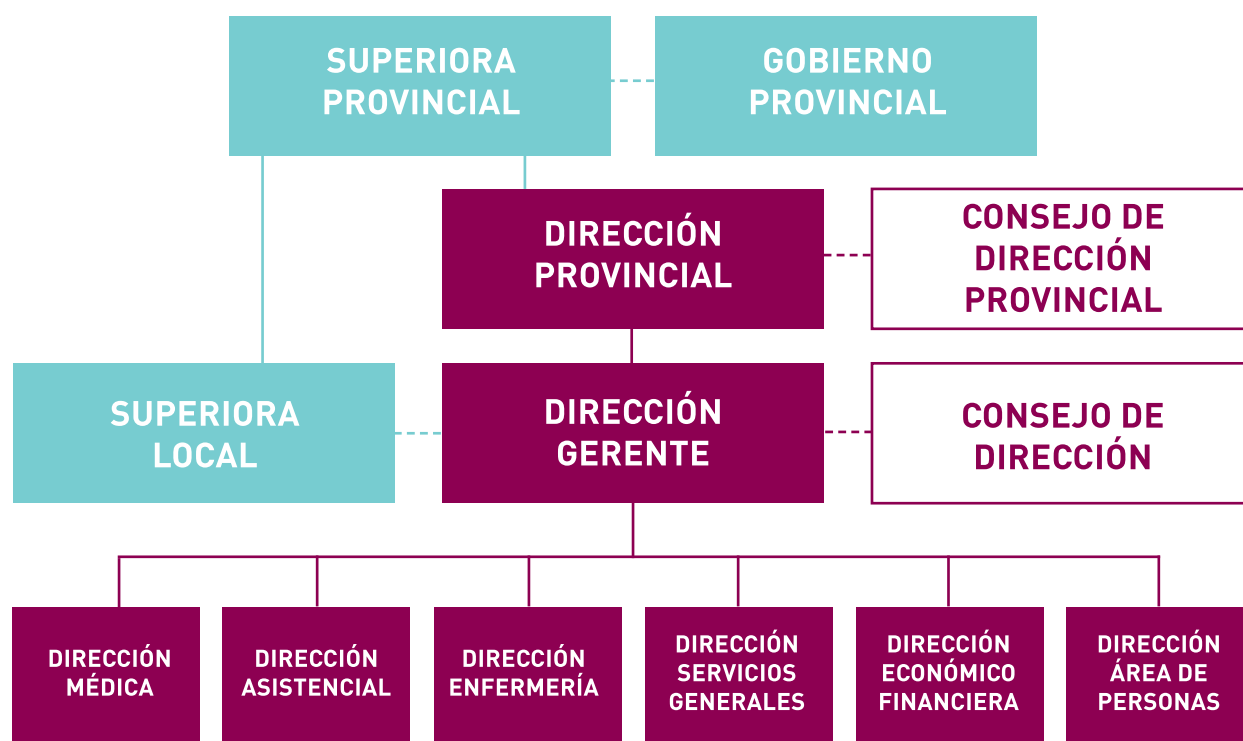 SUPERIORA
PROVINCIAL
GOBIERNO
PROVINCIAL
DIRECCIÓN
PROVINCIAL
CONSEJO DE
DIRECCIÓN
PROVINCIAL
SUPERIORA
LOCAL
DIRECCIÓN
GERENTE
CONSEJO DE
DIRECCIÓN
DIRECCIÓN
MÉDICA
DIRECCIÓN
ASISTENCIAL
DIRECCIÓN
ENFERMERÍA
DIRECCIÓN
SERVICIOS
GENERALES
DIRECCIÓN
ECONÓMICO
FINANCIERA
DIRECCIÓN
ÁREA DE
PERSONAS